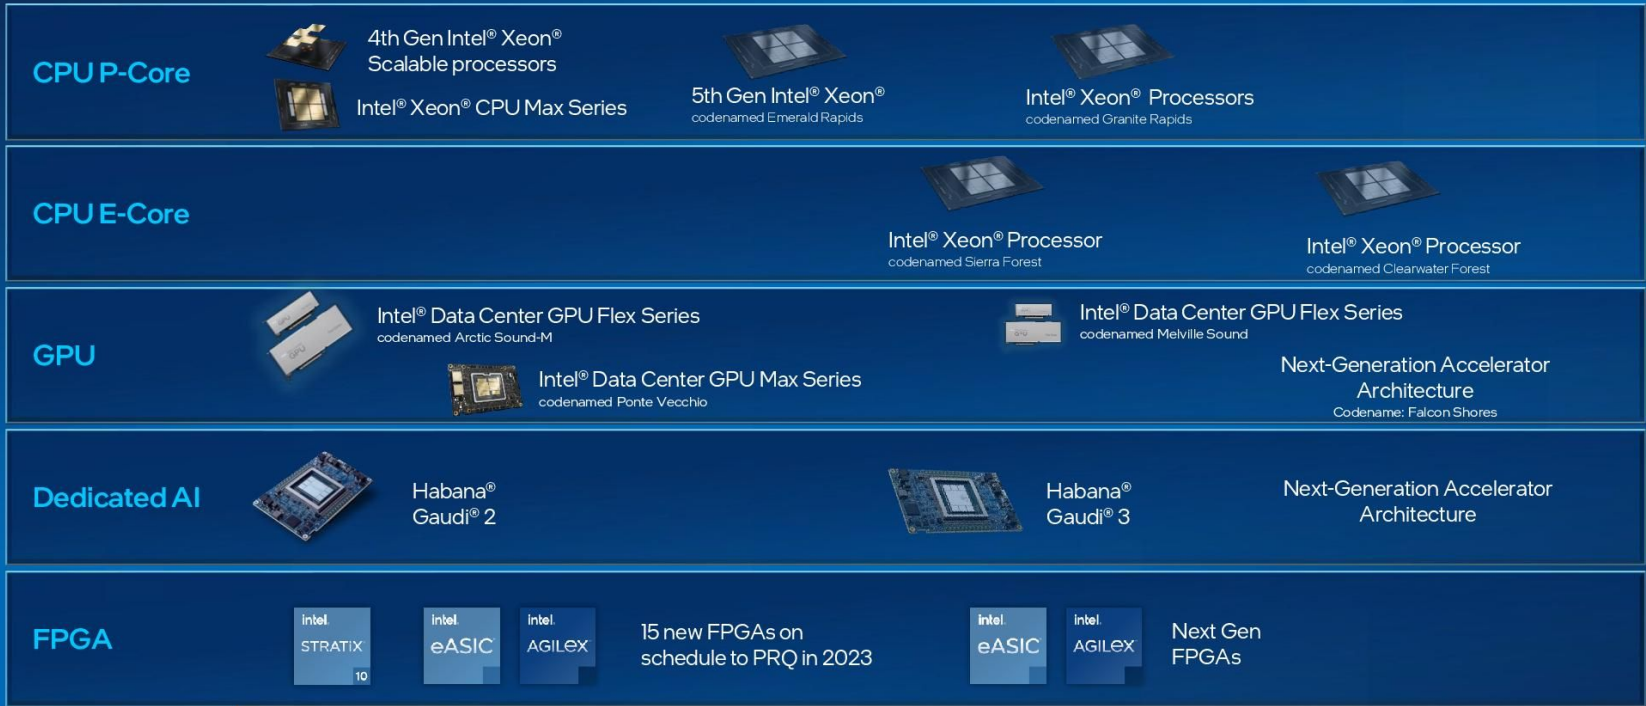 CPU P-Core
4th Gen Intel® Xeon®
Scalable processors
Intel® Xeon® CPU Max Series
5th Gen Intel® Xeon®
codenamed Emerald Rapids
Intel® Xeon® Processors
codenamed Granite Rapids
CPU E-Core
Intel® Xeon® Processor
codenamed Sierra Forest
Intel® Xeon® Processor
codenamed Clearwater Forest
GPU
GPU
Intel® Data Center GPU Flex Series
codenamed Arctic Sound-M
Intel® Data Center GPU Max Series
codenamed Ponte Vecchio
GPU
Intel® Data Center GPU Flex Series
codenamed Melville Sound
Next-Generation Accelerator
Architecture
Codename: Falcon Shores
Dedicated AI
Habana®
Gaudi® 2
Habana®
Gaudi® 3
Next-Generation Accelerator
Architecture
FPGA
intel.
STRATIX
10
intel.
eASIC
intel.
AGILEX
15 new FPGAs on
schedule to PRQ in 2023
intel.
eASIC
intel.
AGILEX
Next Gen
FPGAs